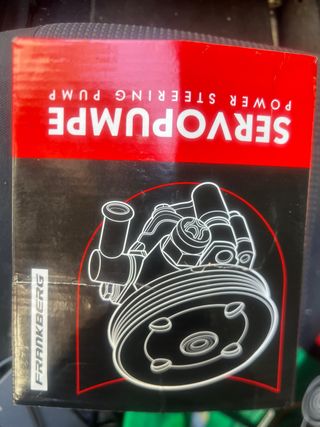 SERVOPUMPE
POWER STEERING PUMP
FRANKBERG